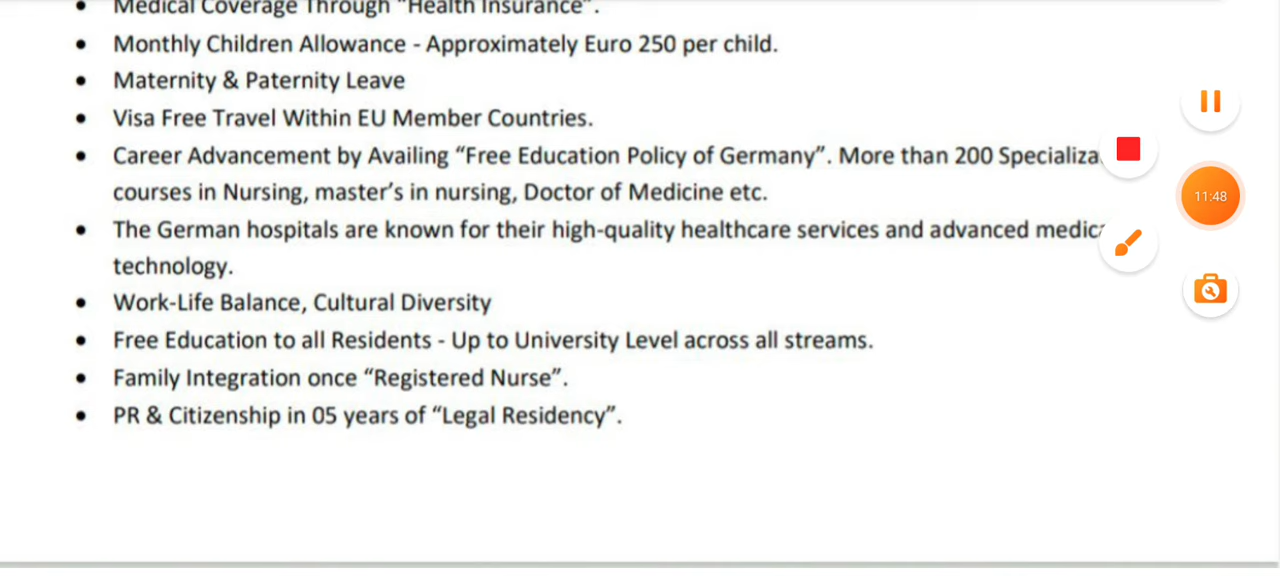 • Medical Coverage Through "Health Insurance".
• Monthly Children Allowance - Approximately Euro 250 per child.
• Maternity & Paternity Leave
• Visa Free Travel Within EU Member Countries.
• Career Advancement by Availing “Free Education Policy of Germany”. More than 200 Specializa
courses in Nursing, master’s in nursing, Doctor of Medicine etc.
• The German hospitals are known for their high-quality healthcare services and advanced medic
technology.
• Work-Life Balance, Cultural Diversity
• Free Education to all Residents - Up to University Level across all streams.
• Family Integration once “Registered Nurse”.
• PR & Citizenship in 05 years of “Legal Residency”.
11:48